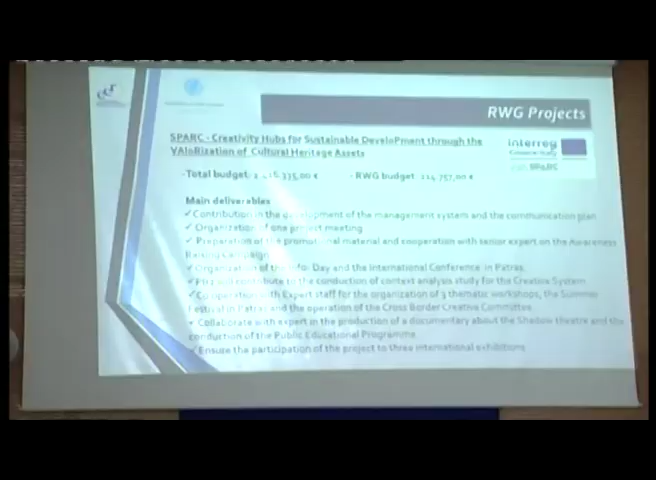 RWG Projects
SPARC - Creativity Hubs for Sustainable DeveloPment through the
VAloRization of Cultural Heritage Assets
Interreg
SPARC
- Total budget: 335,00 € - RWG budget: 114.757,00 €
Main deliverables
✓ Contribution in the development of the management system and the communication plan
✓ Organization of one project meeting
✓ Preparation of the promotional material and cooperation with senior expert on the Awareness
Raising Campaign
✓ Organization of the Info Day and the International Conference in Patras
✓ contribute to the conduction of context analysis study for the Creative System
✓ Cooperation with Expert staff for the organization of 3 thematic workshops, the Summer
Festival in Patras and the operation of the Cross Border Creative Committee
✓ Collaborate with expert in the production of a documentary about the Shadow theatre and the
conduction of the Public Educational Programme
✓ Ensure the participation of the project to three international exhibitions